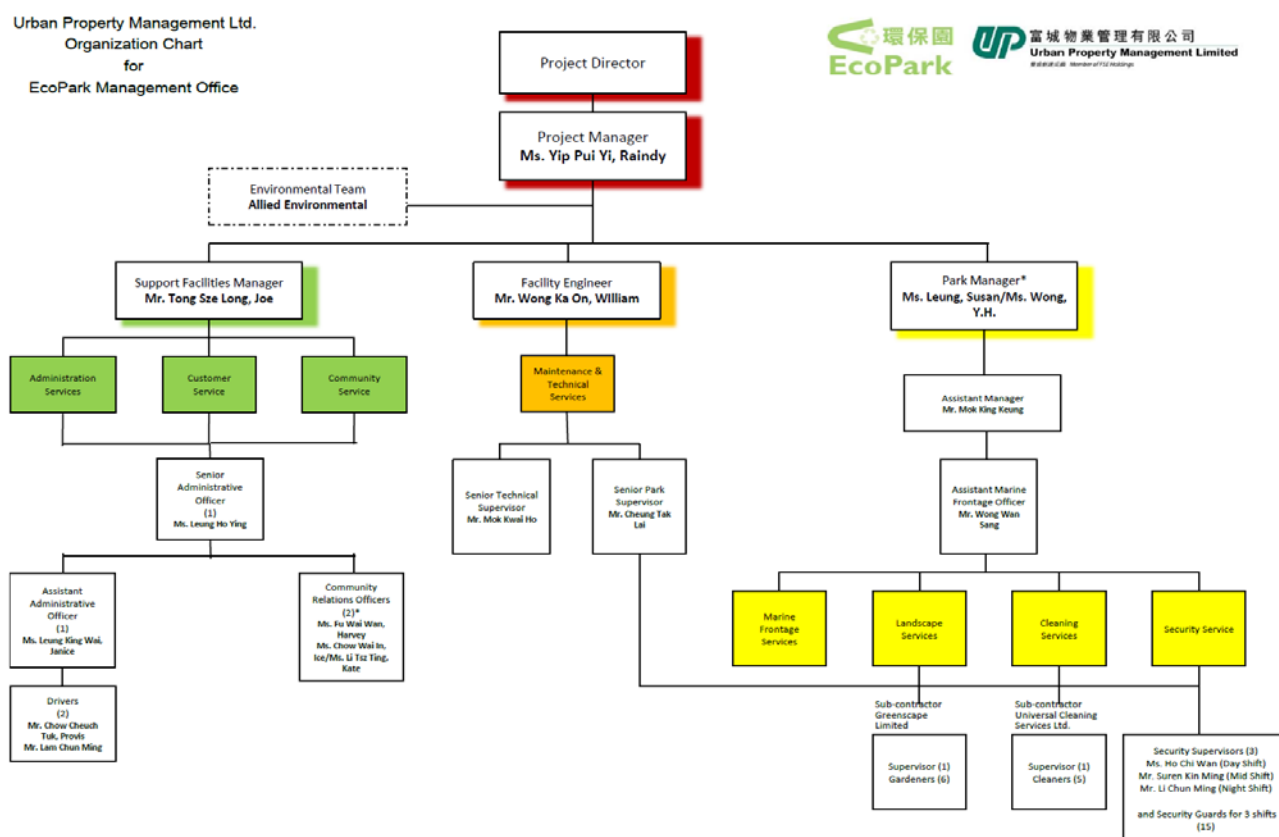 Urban Property Management Ltd.
Organization Chart
for
EcoPark Management Office
環保園
EcoPark
UP
富城物業管理有限公司
Urban Property Management Limited
Member of FSE Holdings
Project Director
Project Manager
Ms. Yip Pui Yi, Raindy
Environmental Team
Allied Environmental
Support Facilities Manager
Mr. Tong Sze Long, Joe
Facility Engineer
Mr. Wong Ka On, William
Park Manager*
Ms. Leung, Susan/Ms. Wong,
Y.H.
Administration
Services
Customer
Service
Community
Service
Maintenance &
Technical
Services
Assistant Manager
Mr. Mok King Keung
Senior
Administrative
Officer
(1)
Ms. Leung Ho Ying
Senior Technical
Supervisor
Mr. Mok Kwai Ho
Senior Park
Supervisor
Mr. Cheung Tak
Lai
Assistant Marine
Frontage Officer
Mr. Wong Wan
Sang
Assistant
Administrative
Officer
(1)
Ms. Leung King Wai,
Janice
Community
Relations Officers
(2)*
Ms. Fu Wai Wan,
Harvey
Ms. Chow Wai In,
Ice/Ms. Li Tsz Ting,
Kate
Marine
Frontage
Services
Landscape
Services
Cleaning
Services
Security Service
Drivers
(2)
Mr. Chow Cheuch
Tuk, Provis
Mr. Lam Chun Ming
Sub-contractor
Greenscape
Limited
Sub-contractor
Universal Cleaning
Services Ltd.
Supervisor (1)
Gardeners (6)
Supervisor (1)
Cleaners (5)
Security Supervisors (3)
Ms. Ho Chi Wan (Day Shift)
Mr. Suren Kin Ming (Mid Shift)
Mr. Li Chun Ming (Night Shift)
and Security Guards for 3 shifts
(15)